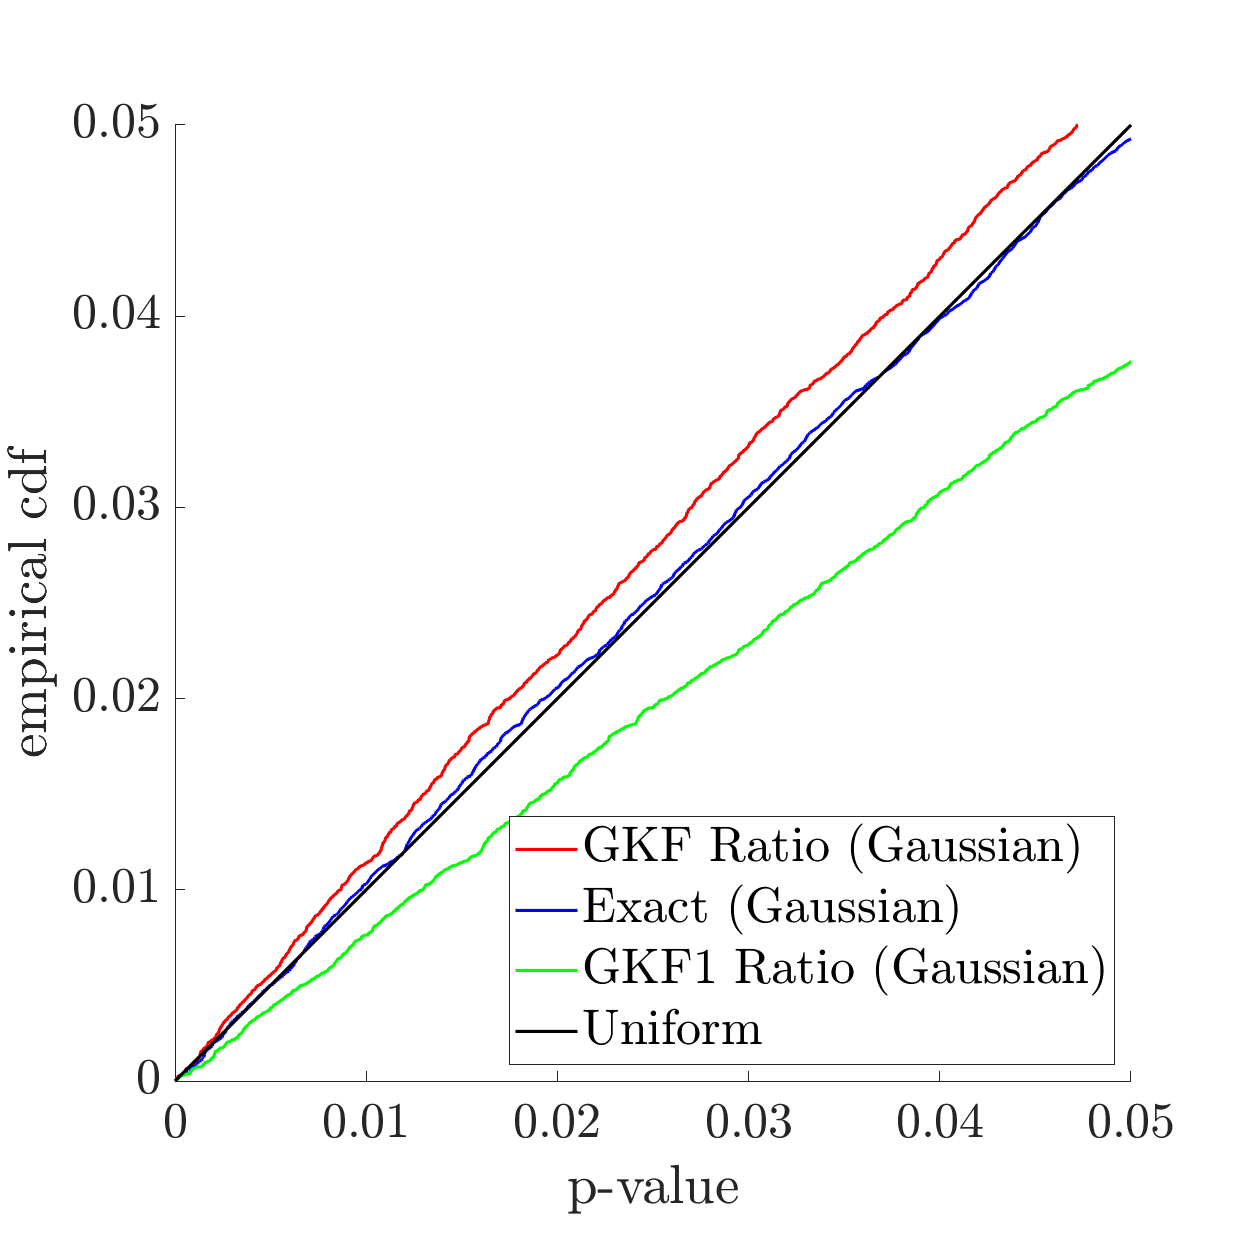 0.05
0.04
0.03
0.02
0.01
0
empirical cdf
GKF Ratio (Gaussian)
Exact (Gaussian)
GKF1 Ratio (Gaussian)
Uniform
0 0.01 0.02 0.03 0.04 0.05
p-value